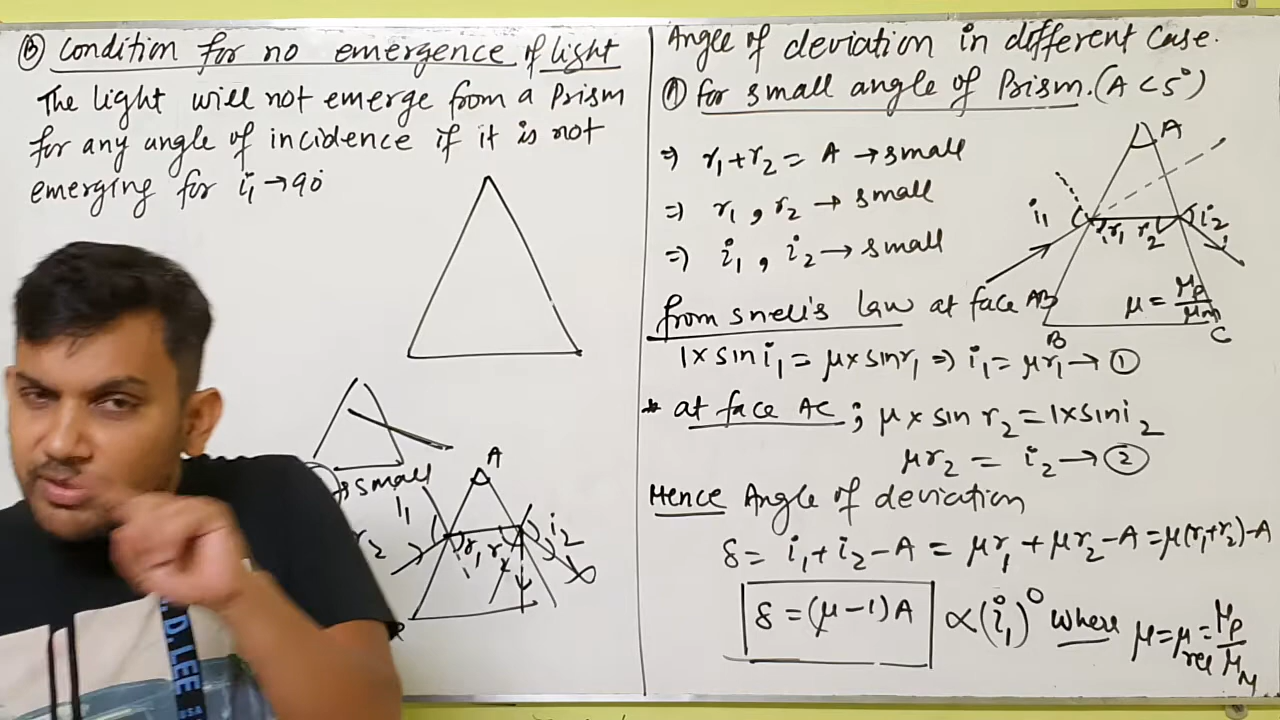 (B) Condition for no emergence of light
The light will not emerge from a Prism
for any angle of incidence if it is not
emerging for i₁→90°
A
is small
i₁
i₂
r₁ r₂
r₂
Angle of deviation in different Case.
(A) for small angle of Prism. (A < 5°)
⇒ r₁+r₂ = A → small
⇒ r₁, r₂ → small
⇒ i₁, i₂ → small
A
i₁
r₁ r₂
i₂
B
C
μ = μp/μm
from snell's law at face AB
1×sin i₁ = μ×sin r₁ ⇒ i₁ = μr₁ → ①
* at face AC; μ×sin r₂ = 1×sin i₂
μr₂ = i₂ → ②
Hence Angle of deviation
δ = i₁+i₂-A = μr₁+μr₂-A = μ(r₁+r₂)-A
δ = (μ-1)A ∝(i₁)⁰ where μ = μrel = μp/μM
D. LEE
USA